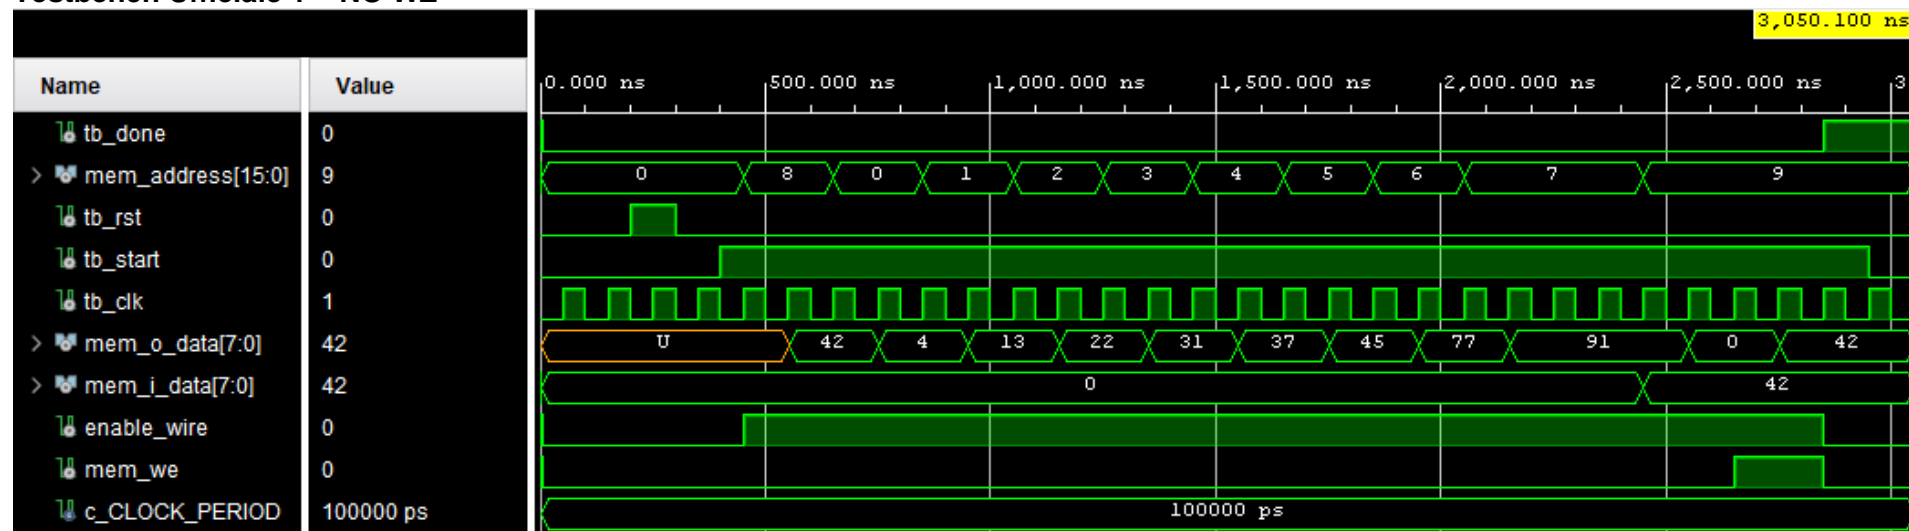 3,050.100 ns
Name Value 0.000 ns 500.000 ns 1,000.000 ns 1,500.000 ns 2,000.000 ns 2,500.000 ns 3
tb_done 0
mem_address[15:0] 9 0 8 0 1 2 3 4 5 6 7 9
tb_rst 0
tb_start 0
tb_clk 1
mem_o_data[7:0] 42 U 42 4 13 22 31 37 45 77 91 0 42
mem_i_data[7:0] 42 0 42
enable_wire 0
mem_we 0
c_CLOCK_PERIOD 100000 ps 100000 ps